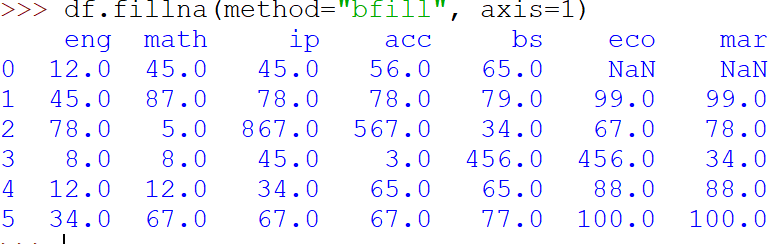 >>> df.fillna(method="bfill", axis=1)
eng math ip acc bs eco mar
0 12.0 45.0 45.0 56.0 65.0 NaN NaN
1 45.0 87.0 78.0 78.0 79.0 99.0 99.0
2 78.0 5.0 867.0 567.0 34.0 67.0 78.0
3 8.0 8.0 45.0 3.0 456.0 456.0 34.0
4 12.0 12.0 34.0 65.0 65.0 88.0 88.0
5 34.0 67.0 67.0 67.0 77.0 100.0 100.0